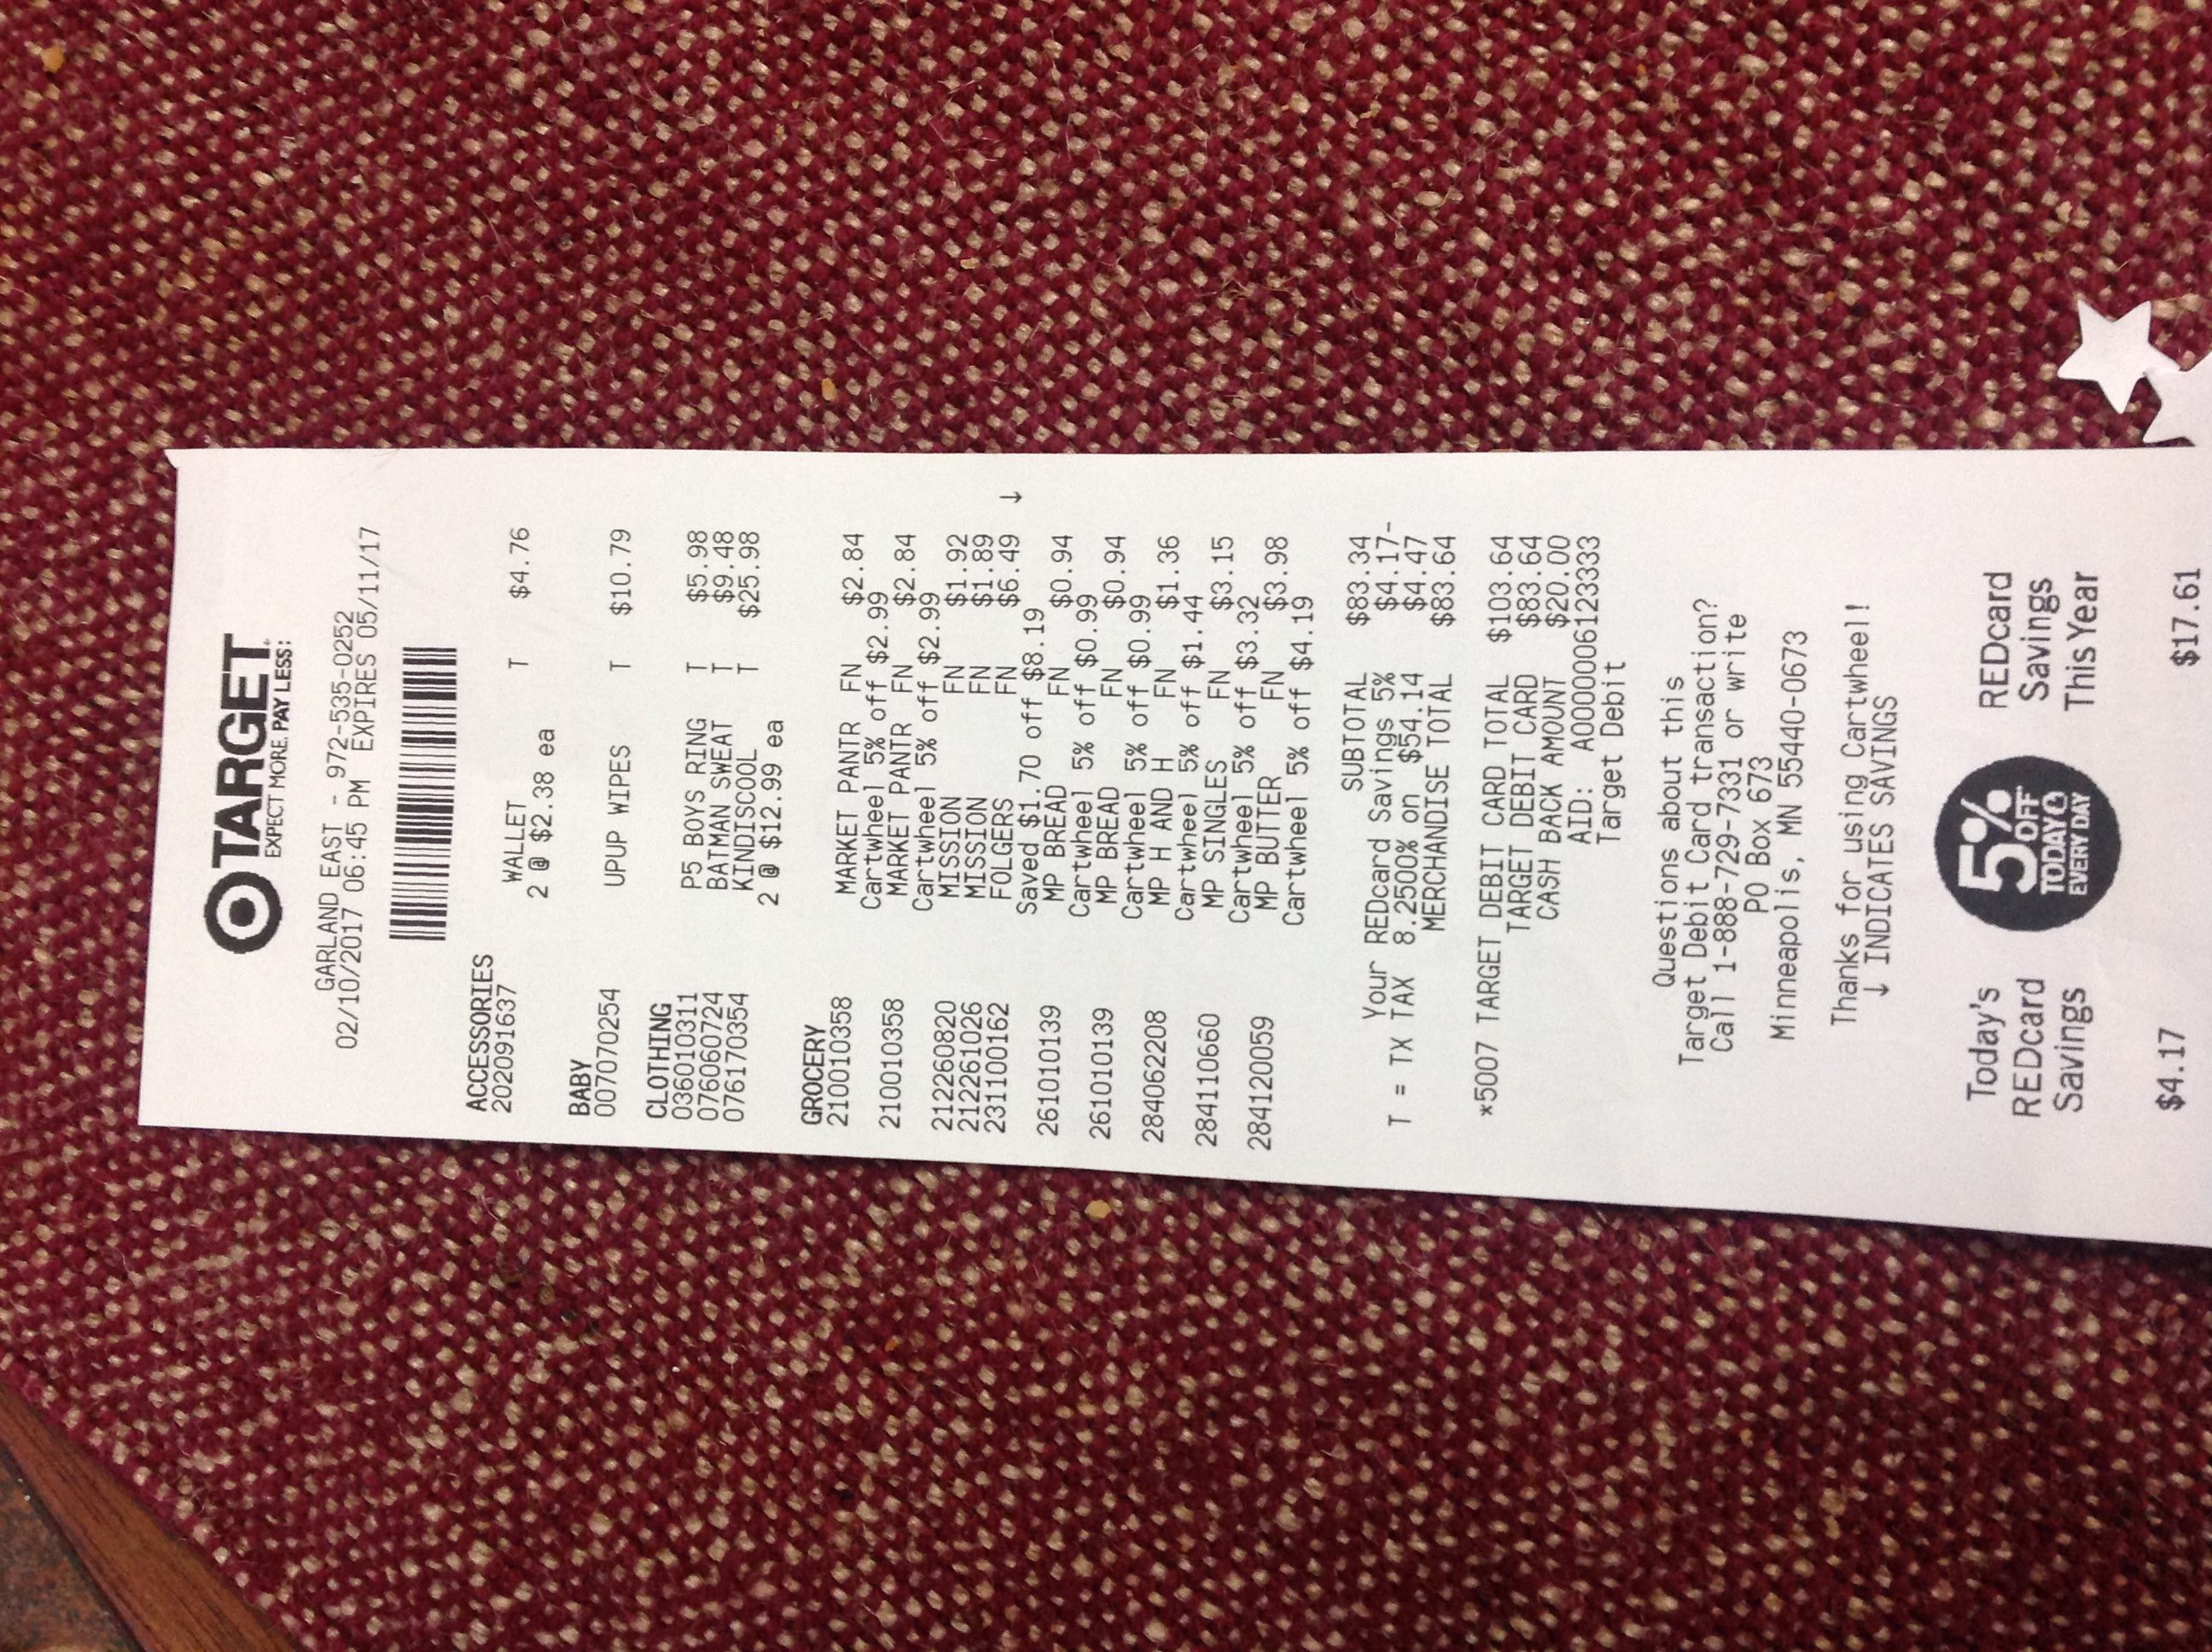 TARGET
EXPECT MORE. PAY LESS.
GARLAND EAST - 972-535-0252
02/10/2017 06:45 PM EXPIRES 05/11/17
ACCESSORIES
202091637 WALLET T $4.76
2 @ $2.38 ea
BABY
007070254 UPUP WIPES T $10.79
CLOTHING
036010311 P5 BOYS RING T $5.98
076060724 BATMAN SWEAT T $9.48
076170354 KINDISCOOL T $25.98
2 @ $12.99 ea
GROCERY
210010358 MARKET PANTR FN $2.84
Cartwheel 5% off $2.99
210010358 MARKET PANTR FN $2.84
Cartwheel 5% off $2.99
212260820 MISSION FN $1.92
212261026 MISSION FN $1.89
231100162 FOLGERS FN $6.49 ↓
Saved $1.70 off $8.19
261010139 MP BREAD FN $0.94
Cartwheel 5% off $0.99
261010139 MP BREAD FN $0.94
Cartwheel 5% off $0.99
284062208 MP H AND H FN $1.36
Cartwheel 5% off $1.44
284110660 MP SINGLES FN $3.15
Cartwheel 5% off $3.32
284120059 MP BUTTER FN $3.98
Cartwheel 5% off $4.19
SUBTOTAL $83.34
Your REDcard Savings 5% $4.17-
T = TX TAX 8.2500% on $54.14 $4.47
MERCHANDISE TOTAL $83.64
*5007 TARGET DEBIT CARD TOTAL $103.64
TARGET DEBIT CARD $83.64
CASH BACK AMOUNT $20.00
AID: A0000006123333
Target Debit
Questions about this
Target Debit Card transaction?
Call 1-888-729-7331 or write
PO Box 673
Minneapolis, MN 55440-0673
Thanks for using Cartwheel!
↓ INDICATES SAVINGS
Today's
REDcard
Savings
5%
OFF
TODAY &
EVERY DAY
REDcard
Savings
This Year
$4.17
$17.61